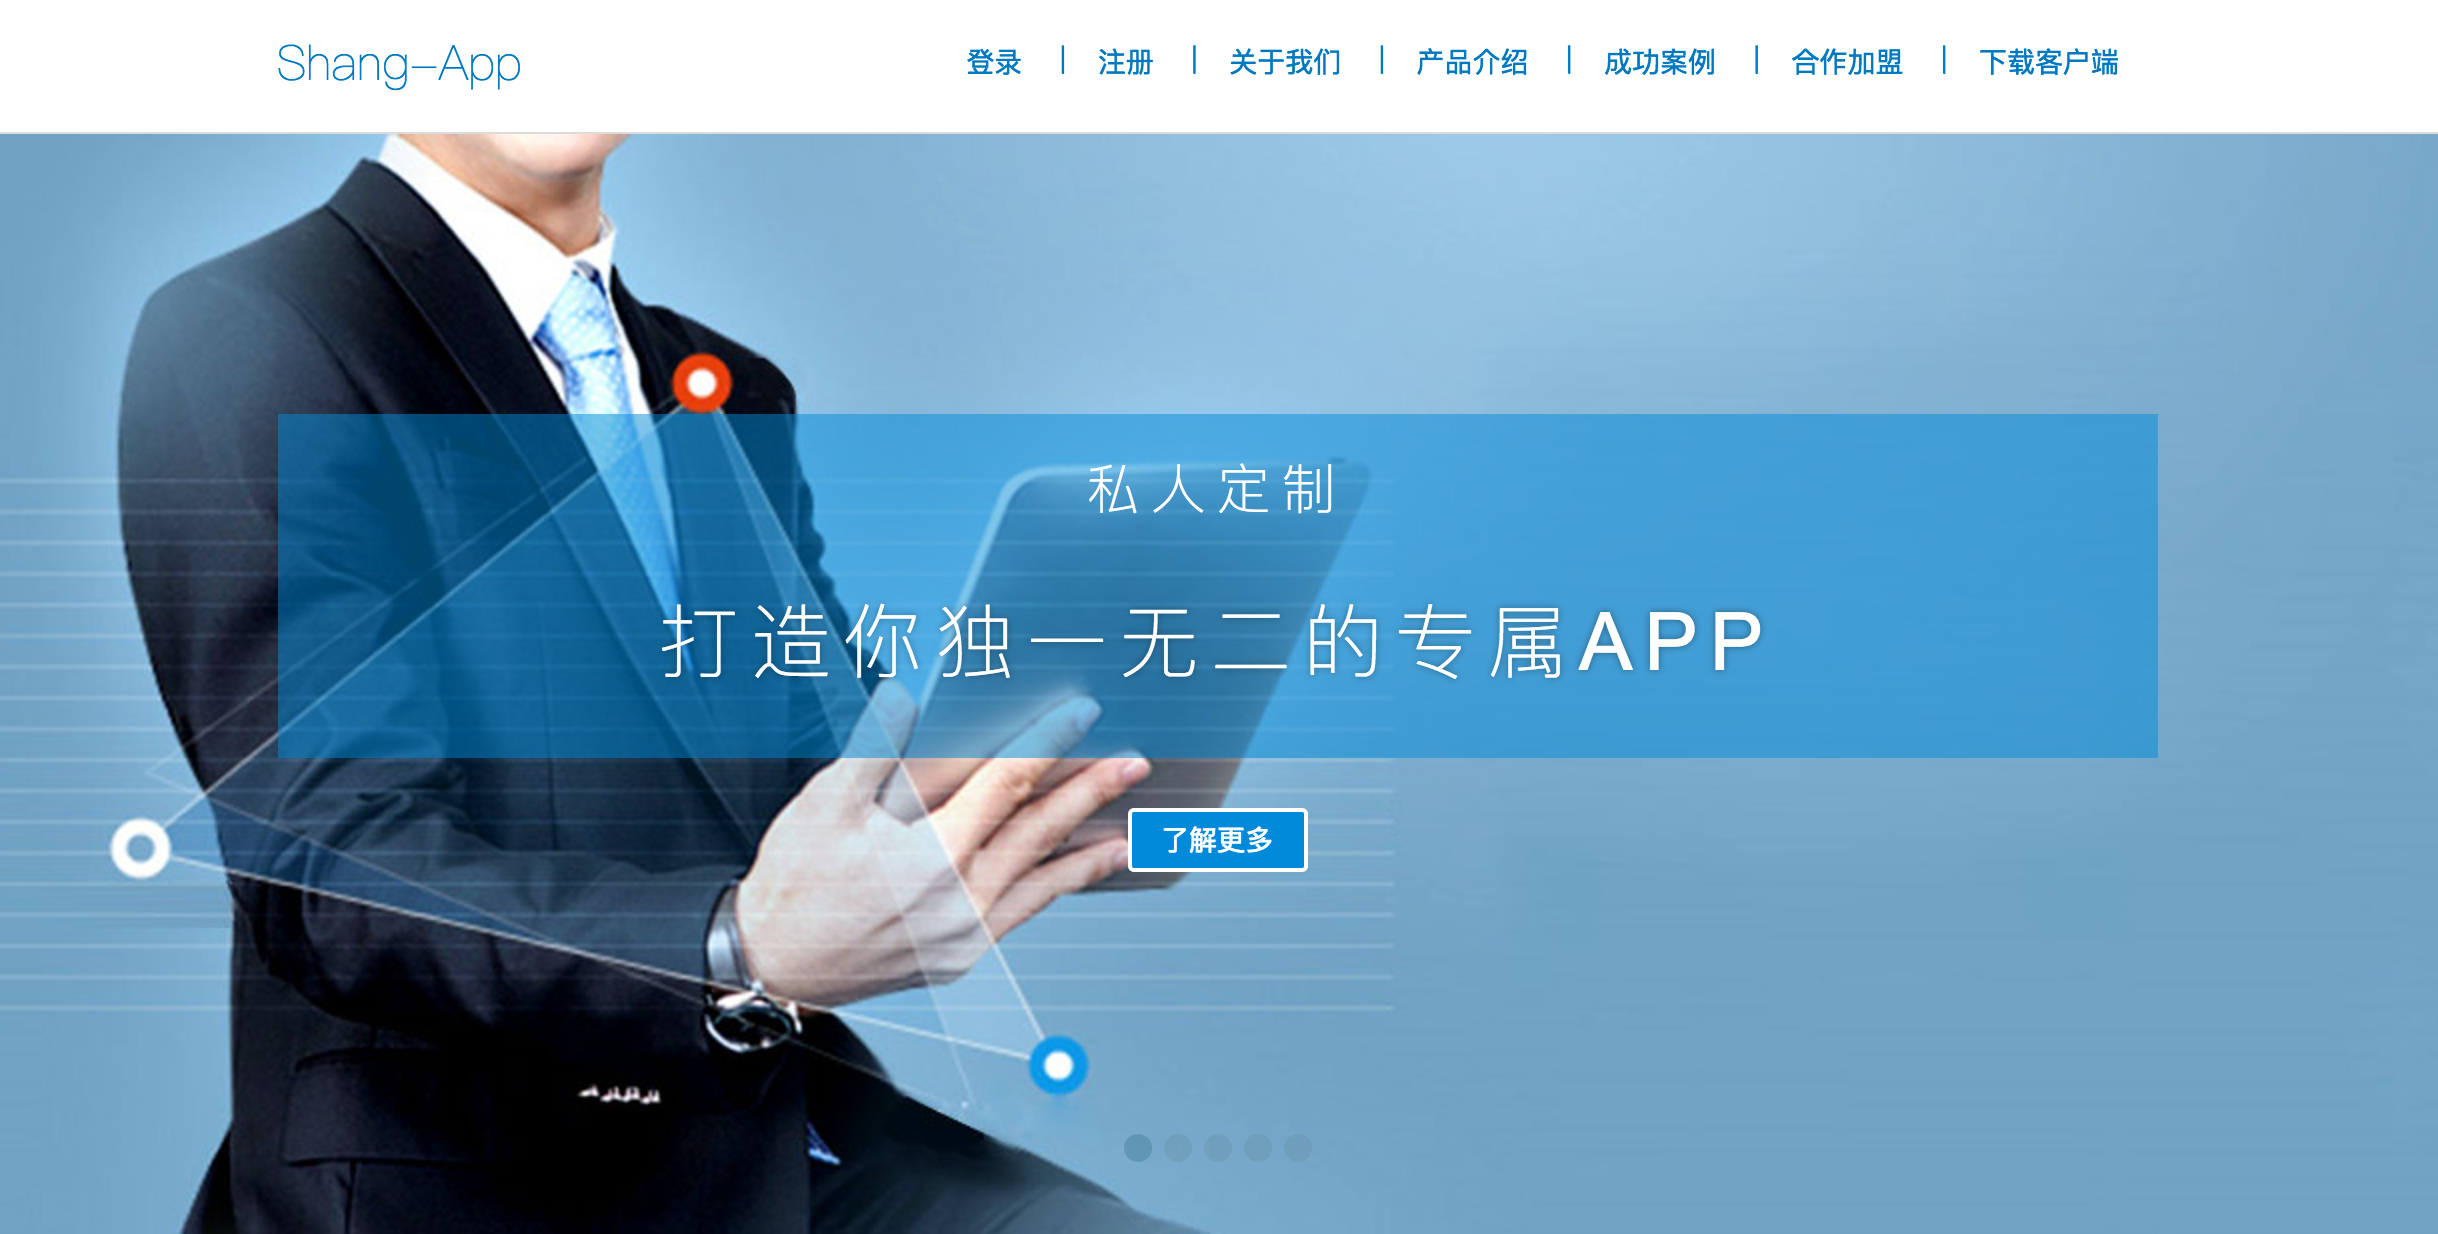 Shang-App
登录 | 注册 | 关于我们 | 产品介绍 | 成功案例 | 合作加盟 | 下载客户端
私人定制
打造你独一无二的专属APP
了解更多